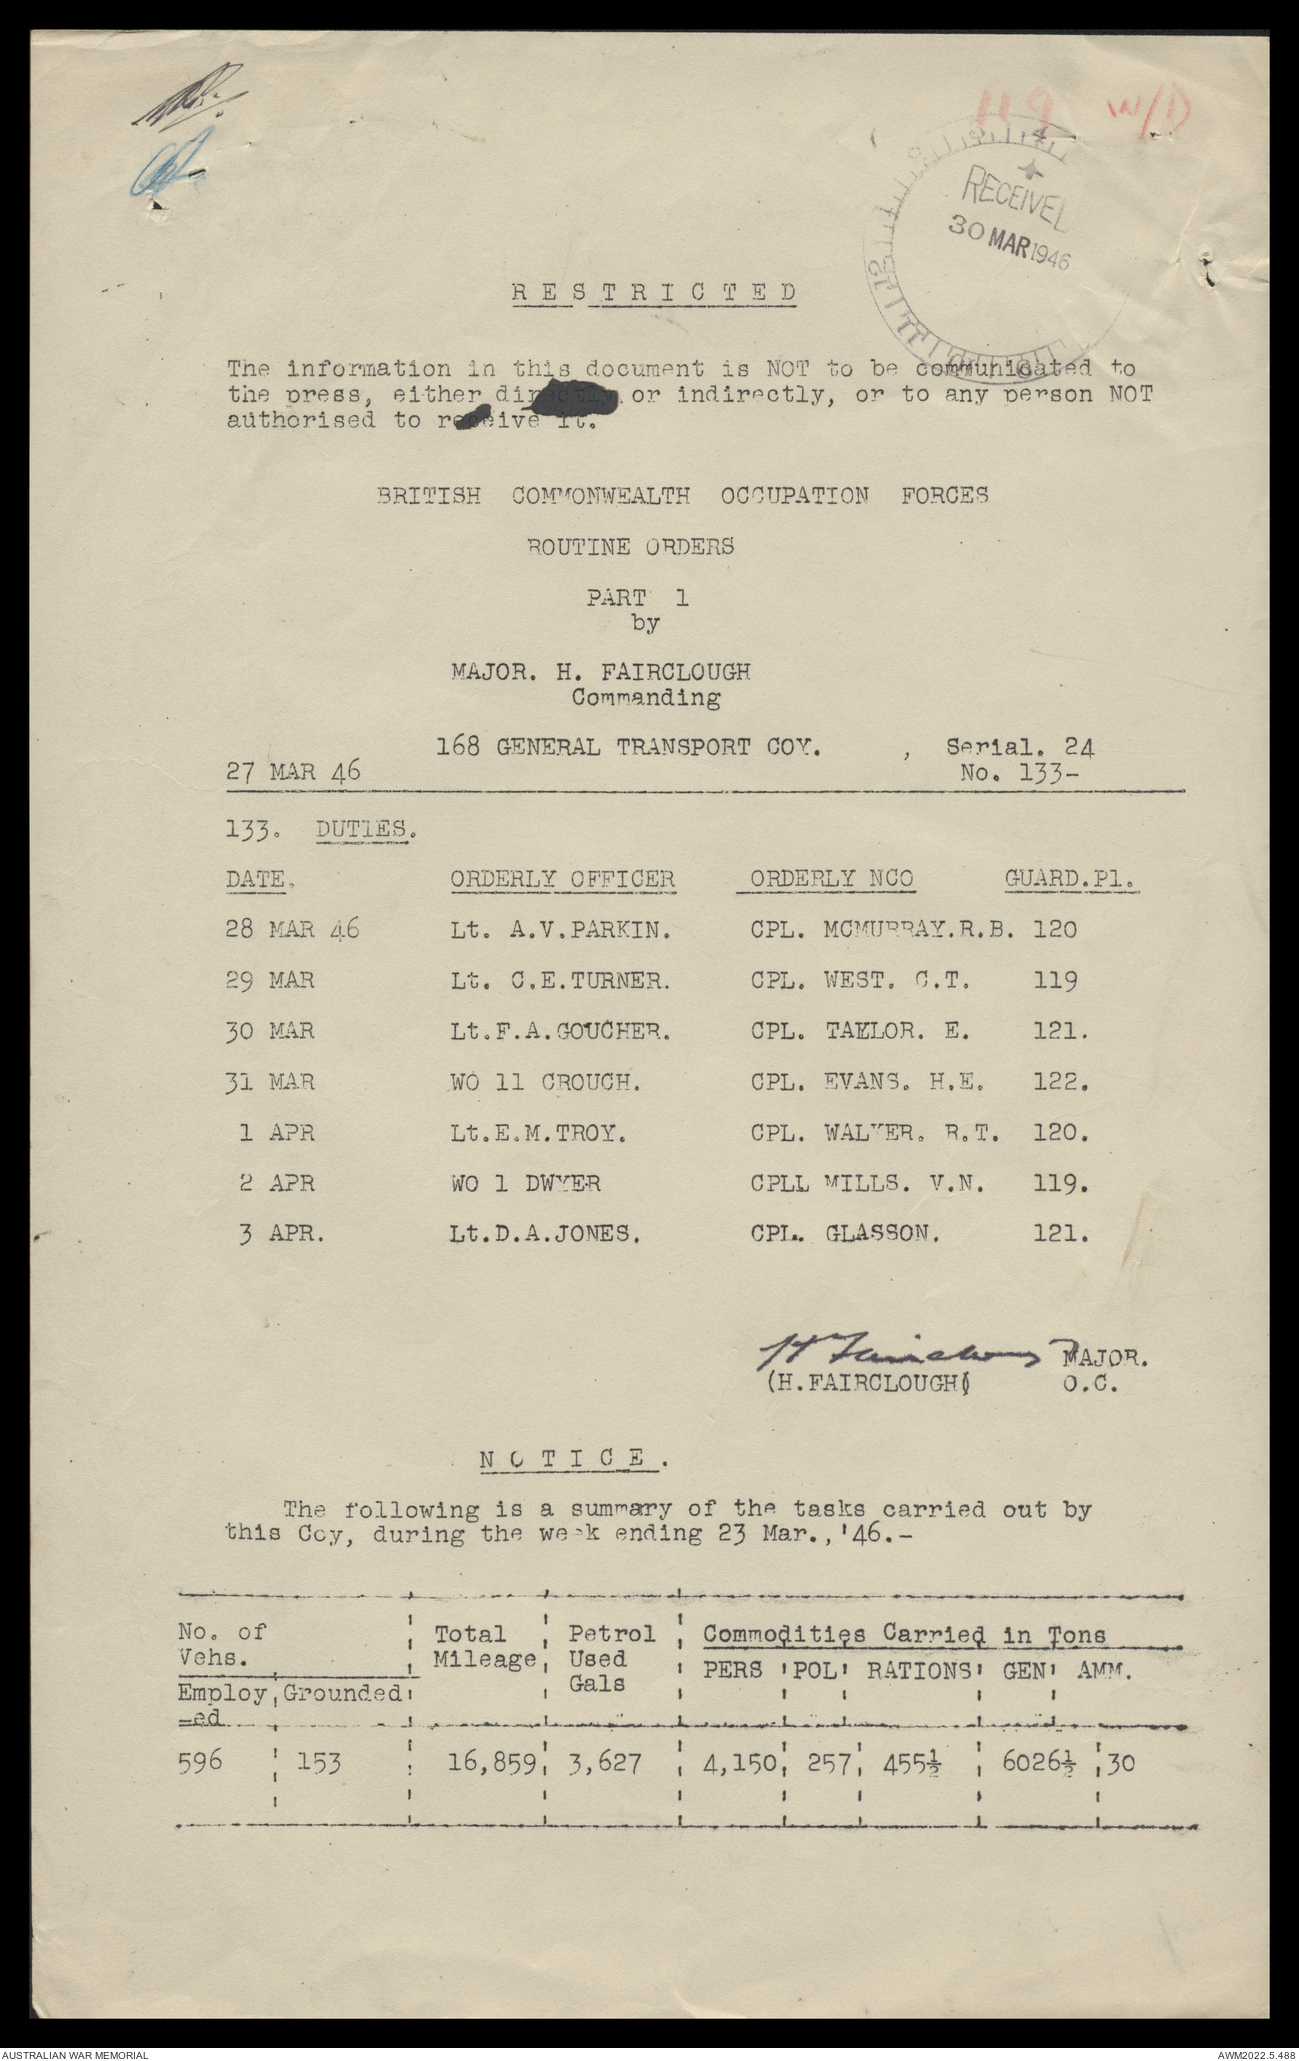 119 W/D
RECEIVED
30 MAR 1946
RESTRICTED
The information in this document is NOT to be communicated to
the press, either directly or indirectly, or to any person NOT
authorised to receive it.
BRITISH COMMONWEALTH OCCUPATION FORCES
ROUTINE ORDERS
PART 1
by
MAJOR. H. FAIRCLOUGH
Commanding
168 GENERAL TRANSPORT COY. , Serial. 24
27 MAR 46 No. 133-
133. DUTIES.
DATE. ORDERLY OFFICER ORDERLY NCO GUARD.Pl.
28 MAR 46 Lt. A.V.PARKIN. CPL. MCMURRAY.R.B. 120
29 MAR Lt. C.E.TURNER. CPL. WEST. C.T. 119
30 MAR Lt.F.A.GOUCHER. CPL. TAELOR. E. 121.
31 MAR WO 11 CROUCH. CPL. EVANS. H.E. 122.
1 APR Lt.E.M.TROY. CPL. WALKER. R.T. 120.
2 APR WO 1 DWYER CPLL MILLS. V.N. 119.
3 APR. Lt.D.A.JONES. CPL. GLASSON. 121.
H Fairclough MAJOR.
(H.FAIRCLOUGH) O.C.
NOTICE.
The following is a summary of the tasks carried out by
this Coy, during the week ending 23 Mar.,'46.-
No. of Total Petrol Commodities Carried in Tons
Vehs. Mileage Used PERS POL RATIONS GEN AMM.
Employ Grounded Gals
-ed
596 153 16,859 3,627 4,150 257 455½ 6026½ 30
AUSTRALIAN WAR MEMORIAL AWM2022.5.488